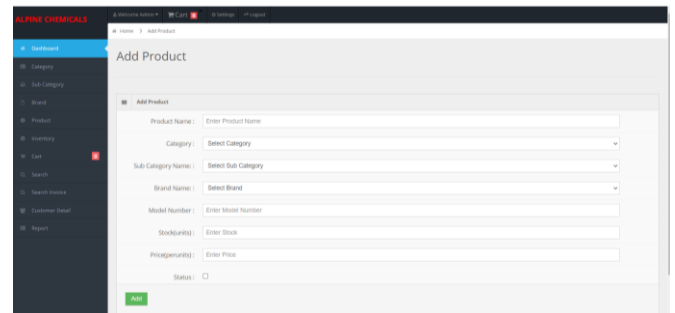 ALPINE CHEMICALS
Welcome Admin Cart 0 Settings Logout
Home Add Product
Add Product
Dashboard
Category
Sub Category
Brand
Product
Inventory
Cart 0
Search
Search Invoice
Customer Detail
Report
Add Product
Product Name : Enter Product Name
Category : Select Category
Sub Category Name: : Select Sub Category
Brand Name: : Select Brand
Model Number : Enter Model Number
Stock(units) : Enter Stock
Price(perunits) : Enter Price
Status :
Add